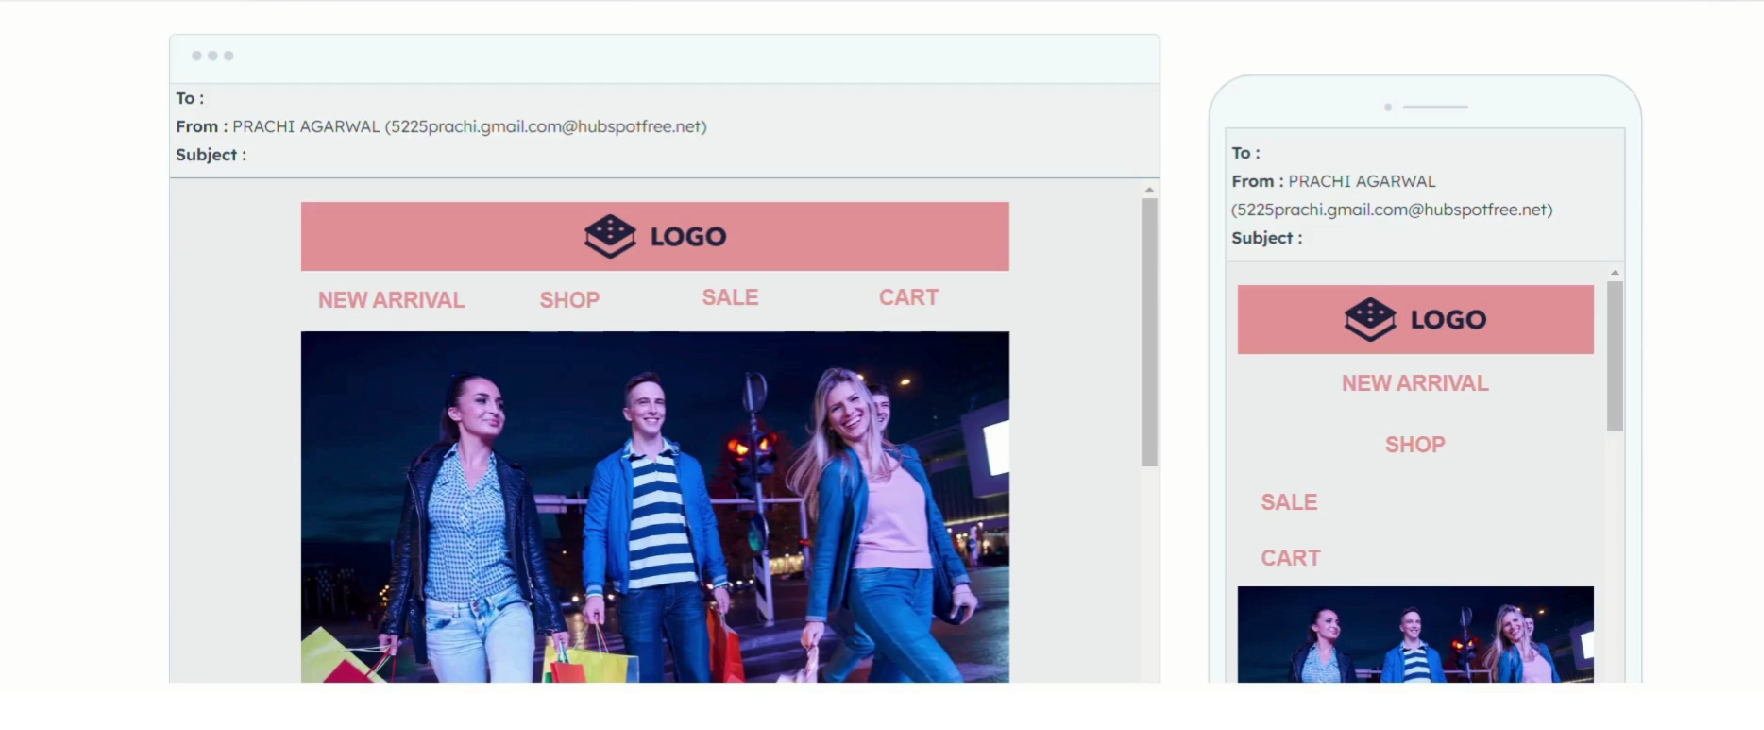 To :
From : PRACHI AGARWAL (5225prachi.gmail.com@hubspotfree.net)
Subject :
LOGO
NEW ARRIVAL SHOP SALE CART
To :
From : PRACHI AGARWAL
(5225prachi.gmail.com@hubspotfree.net)
Subject :
LOGO
NEW ARRIVAL
SHOP
SALE
CART